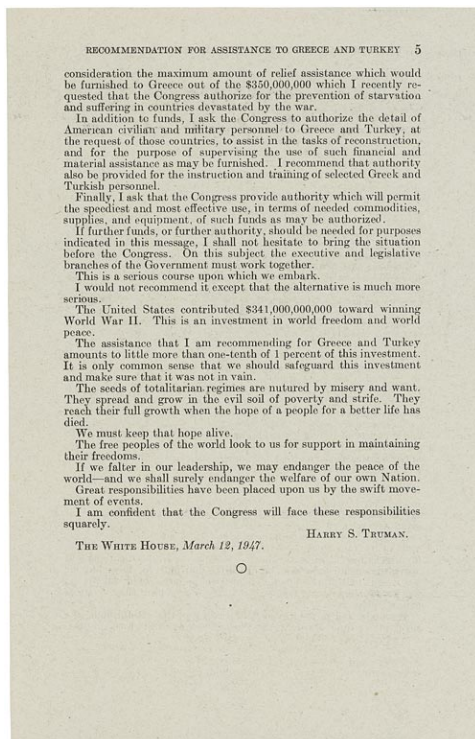 RECOMMENDATION FOR ASSISTANCE TO GREECE AND TURKEY 5
consideration the maximum amount of relief assistance which would
be furnished to Greece out of the $350,000,000 which I recently re-
quested that the Congress authorize for the prevention of starvation
and suffering in countries devastated by the war.
In addition to funds, I ask the Congress to authorize the detail of
American civilian and military personnel to Greece and Turkey, at
the request of those countries, to assist in the tasks of reconstruction,
and for the purpose of supervising the use of such financial and
material assistance as may be furnished. I recommend that authority
also be provided for the instruction and training of selected Greek and
Turkish personnel.
Finally, I ask that the Congress provide authority which will permit
the speediest and most effective use, in terms of needed commodities,
supplies, and equipment, of such funds as may be authorized.
If further funds, or further authority, should be needed for purposes
indicated in this message, I shall not hesitate to bring the situation
before the Congress. On this subject the executive and legislative
branches of the Government must work together.
This is a serious course upon which we embark.
I would not recommend it except that the alternative is much more
serious.
The United States contributed $341,000,000,000 toward winning
World War II. This is an investment in world freedom and world
peace.
The assistance that I am recommending for Greece and Turkey
amounts to little more than one-tenth of 1 percent of this investment.
It is only common sense that we should safeguard this investment
and make sure that it was not in vain.
The seeds of totalitarian regimes are nutured by misery and want.
They spread and grow in the evil soil of poverty and strife. They
reach their full growth when the hope of a people for a better life has
died.
We must keep that hope alive.
The free peoples of the world look to us for support in maintaining
their freedoms.
If we falter in our leadership, we may endanger the peace of the
world—and we shall surely endanger the welfare of our own Nation.
Great responsibilities have been placed upon us by the swift move-
ment of events.
I am confident that the Congress will face these responsibilities
squarely.
HARRY S. TRUMAN.
THE WHITE HOUSE, March 12, 1947.